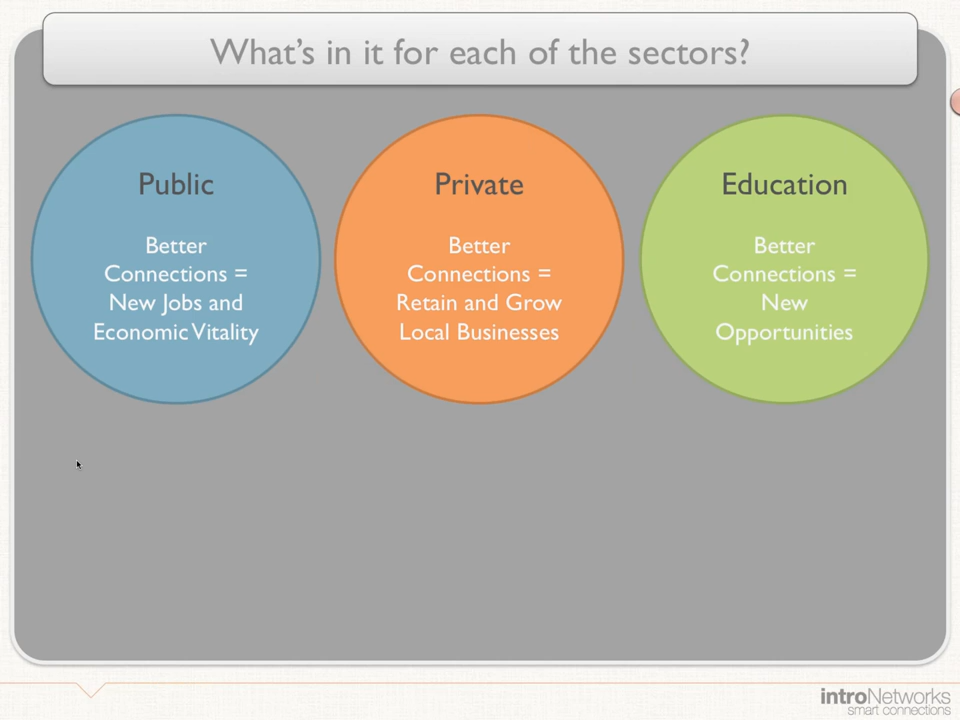 What's in it for each of the sectors?
Public
Better
Connections =
New Jobs and
Economic Vitality
Private
Better
Connections =
Retain and Grow
Local Businesses
Education
Better
Connections =
New
Opportunities
introNetworks
smart connections